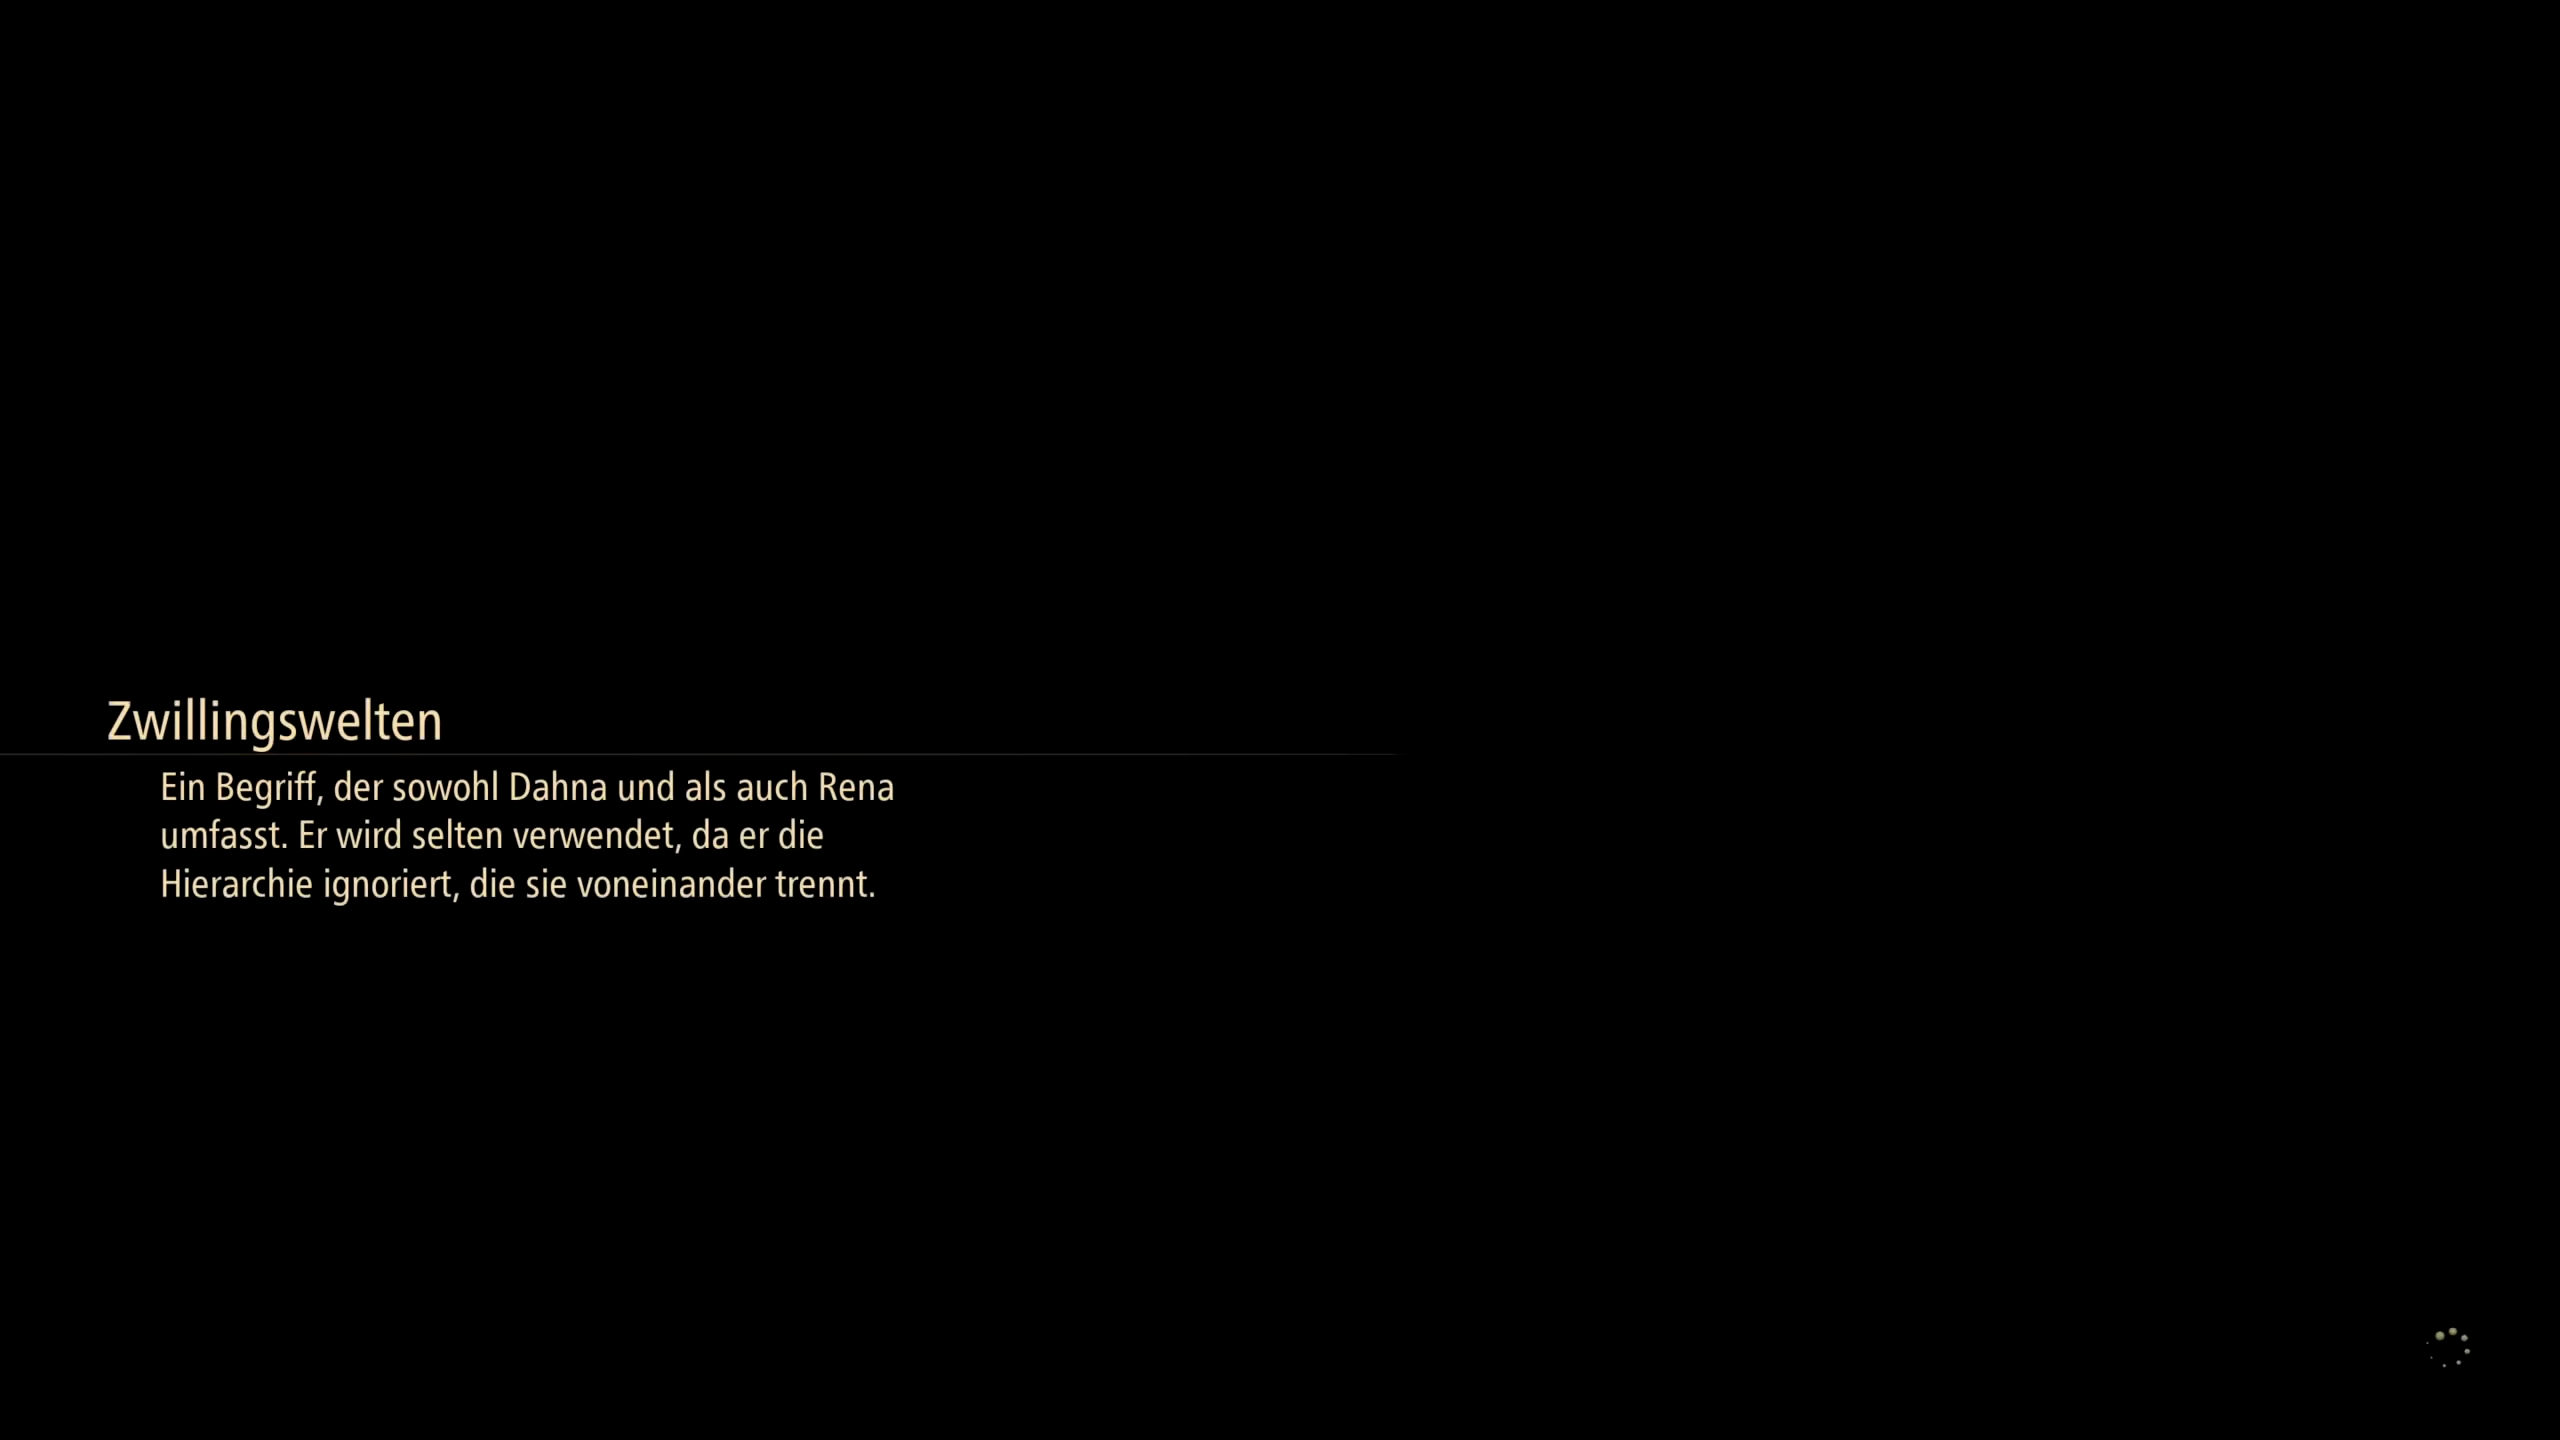 Zwillingswelten
Ein Begriff, der sowohl Dahna und als auch Rena
umfasst. Er wird selten verwendet, da er die
Hierarchie ignoriert, die sie voneinander trennt.